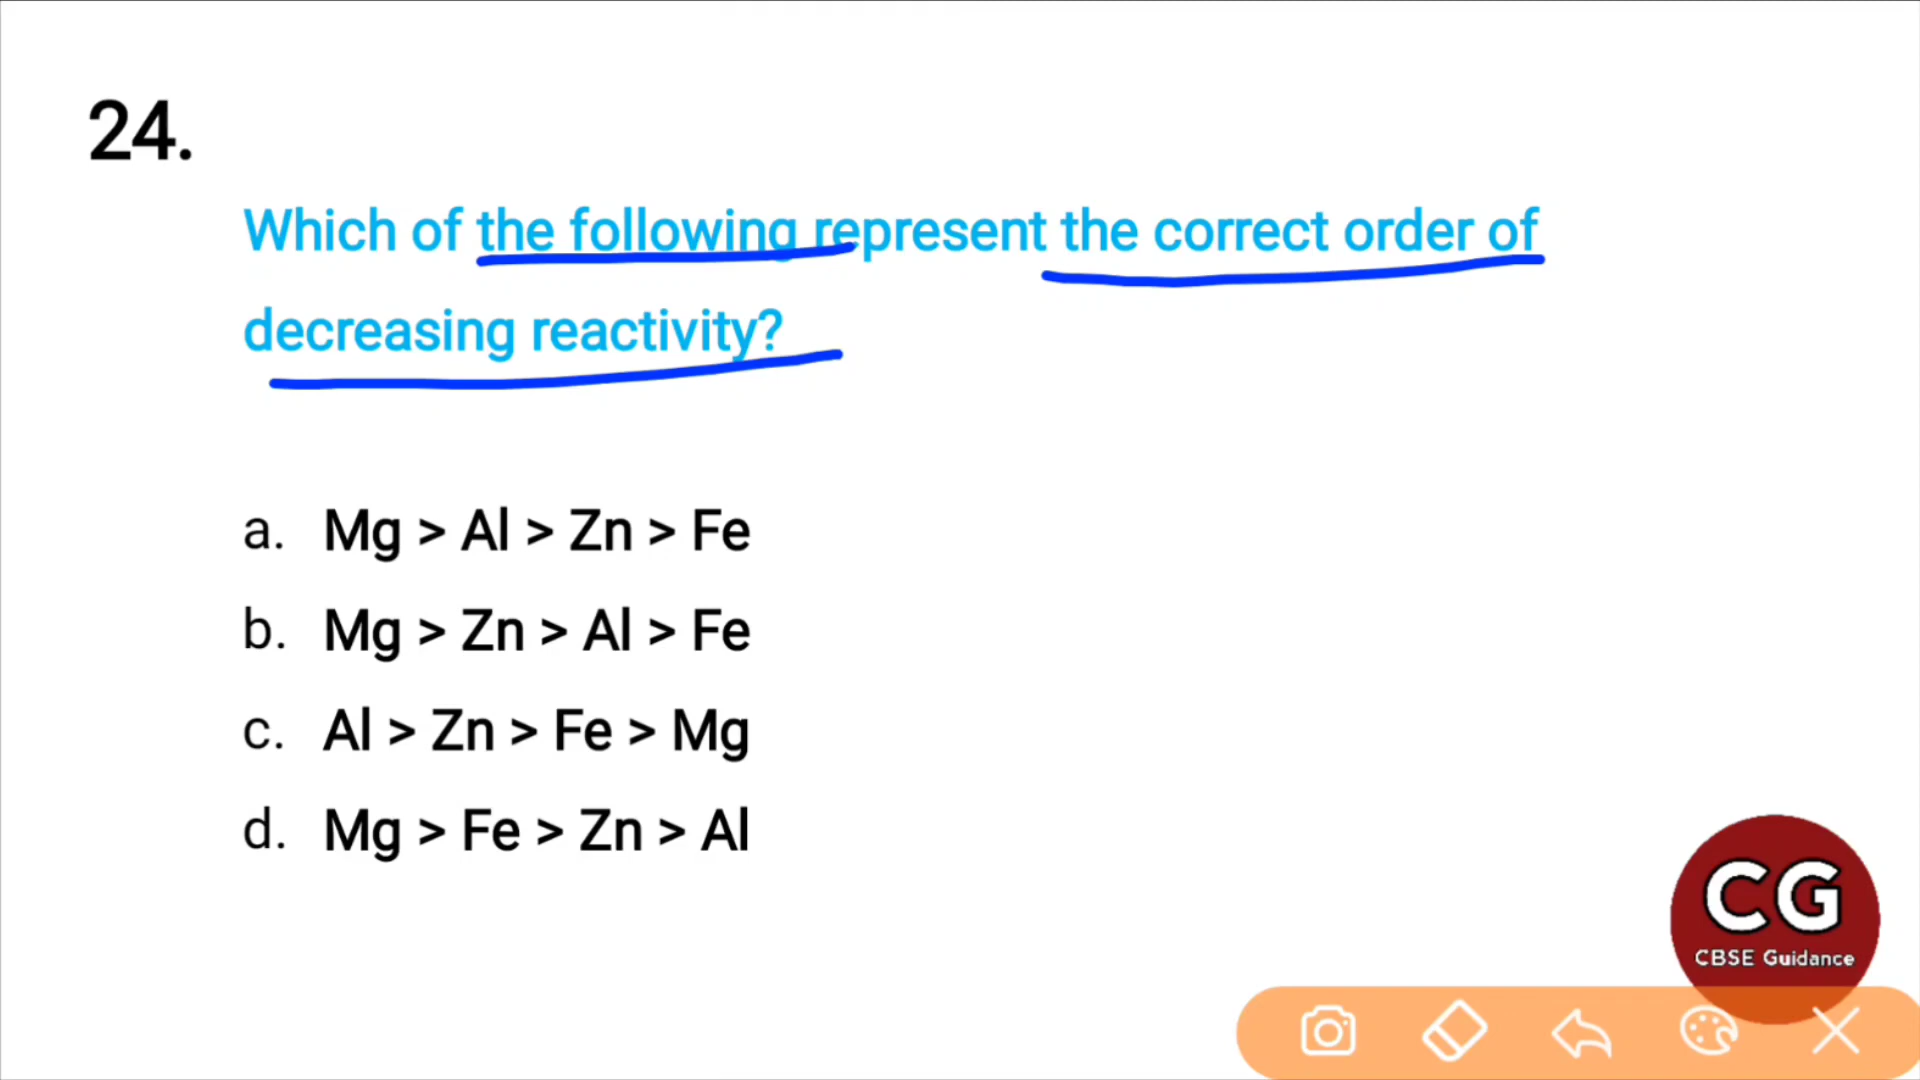 24.
Which of the following represent the correct order of
decreasing reactivity?
a. Mg > Al > Zn > Fe
b. Mg > Zn > Al > Fe
c. Al > Zn > Fe > Mg
d. Mg > Fe > Zn > Al
CG
CBSE Guidance